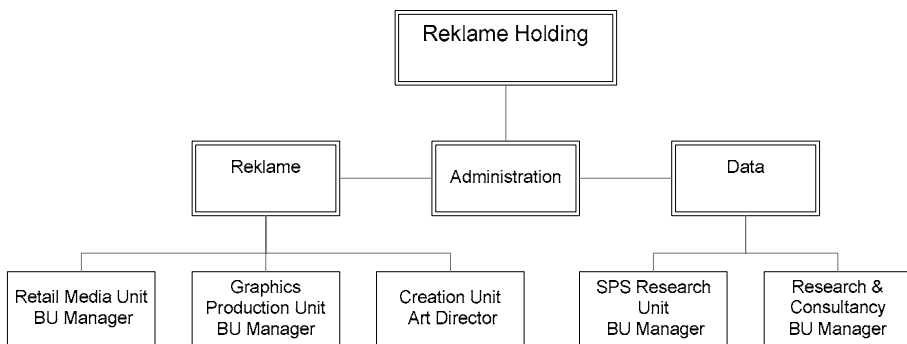 Reklame Holding
Reklame
Administration
Data
Retail Media Unit
BU Manager
Graphics
Production Unit
BU Manager
Creation Unit
Art Director
SPS Research
Unit
BU Manager
Research &
Consultancy
BU Manager